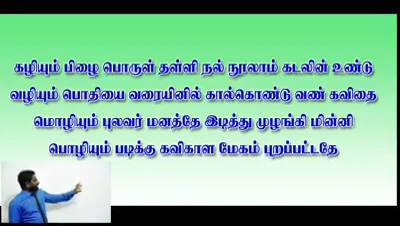 கழியும் பிழை பொருள் தள்ளி நல் நூலாம் கடலின் உண்டு
வழியும் பொதியை வரையினில் கால்கொண்டு வண் கவிதை
மொழியும் புலவர் மனத்தே இடித்து முழங்கி மின்னி
பொழியும் படிக்கு கவிகாள மேகம் புறப்பட்டதே